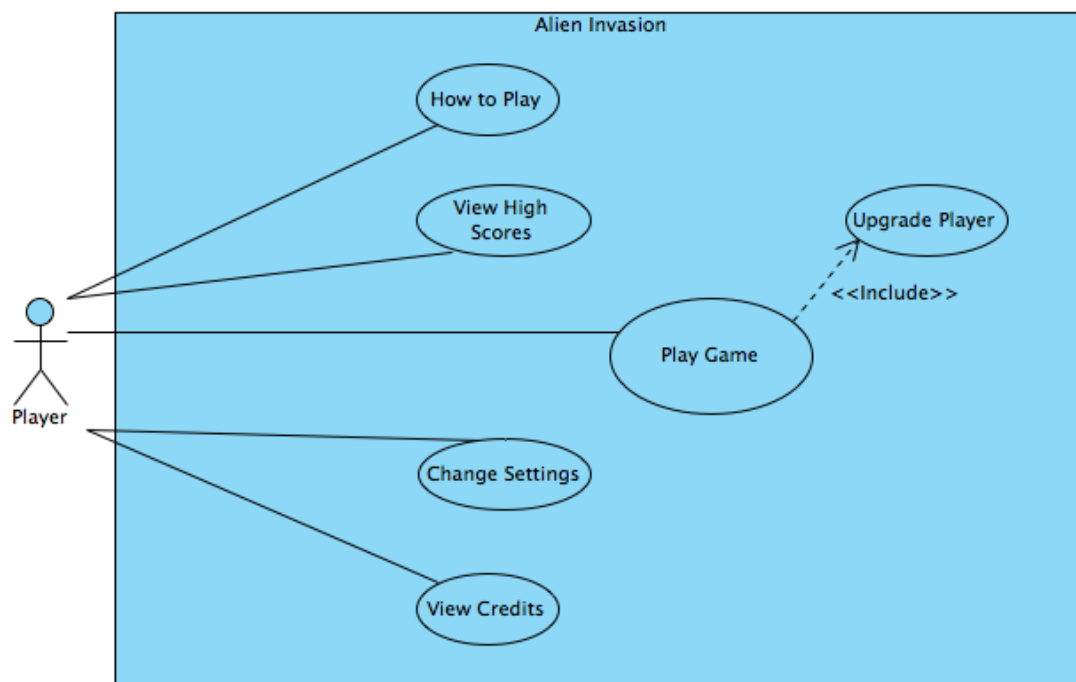 Alien Invasion
How to Play
View High
Scores
Upgrade Player
<<Include>>
Play Game
Player
Change Settings
View Credits